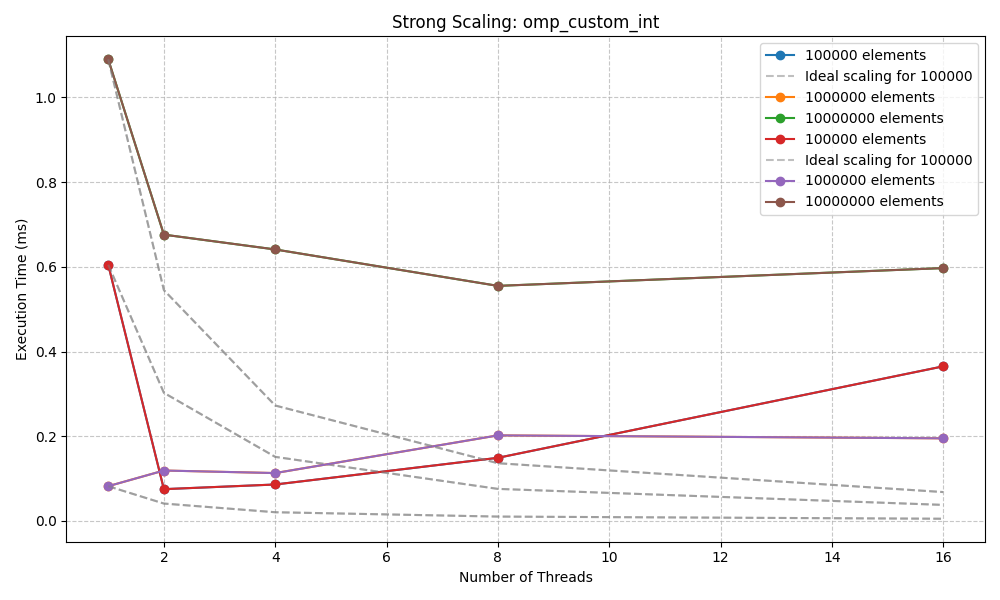 Strong Scaling: omp_custom_int
100000 elements
Ideal scaling for 100000
1000000 elements
10000000 elements
100000 elements
Ideal scaling for 100000
1000000 elements
10000000 elements
Execution Time (ms)
1.0
0.8
0.6
0.4
0.2
0.0
2
4
6
8
10
12
14
16
Number of Threads